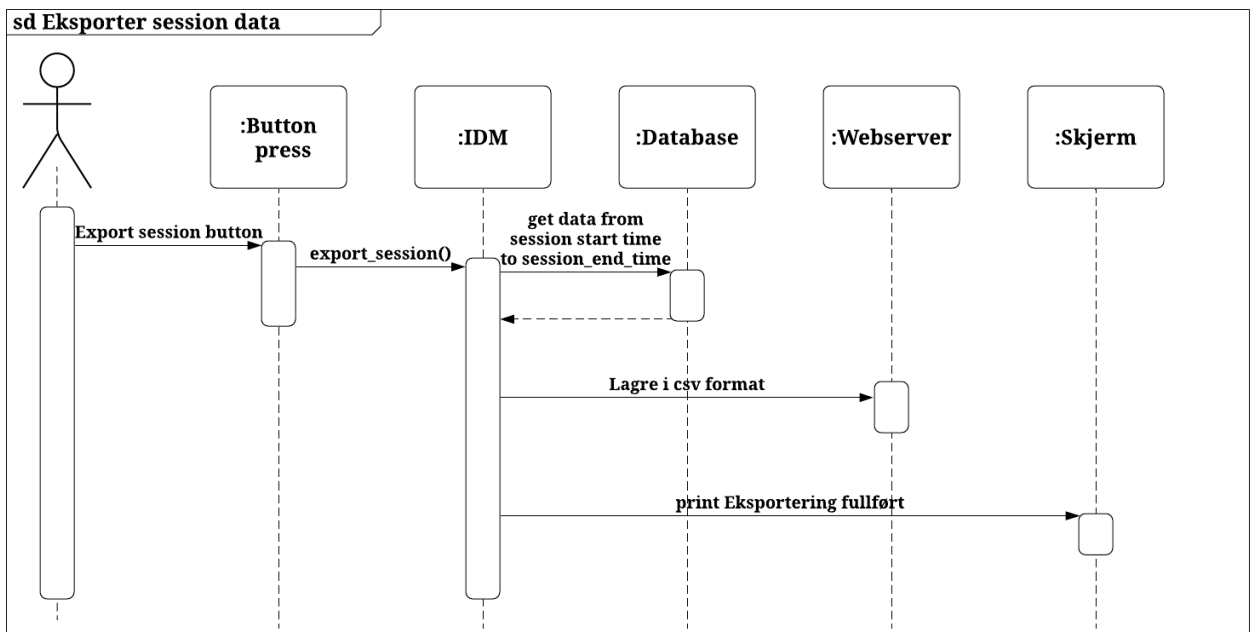 sd Eksporter session data
:Button
press
:IDM
:Database
:Webserver
:Skjerm
Export session button
export_session()
get data from
session start time
to session_end_time
Lagre i csv format
print Eksportering fullført